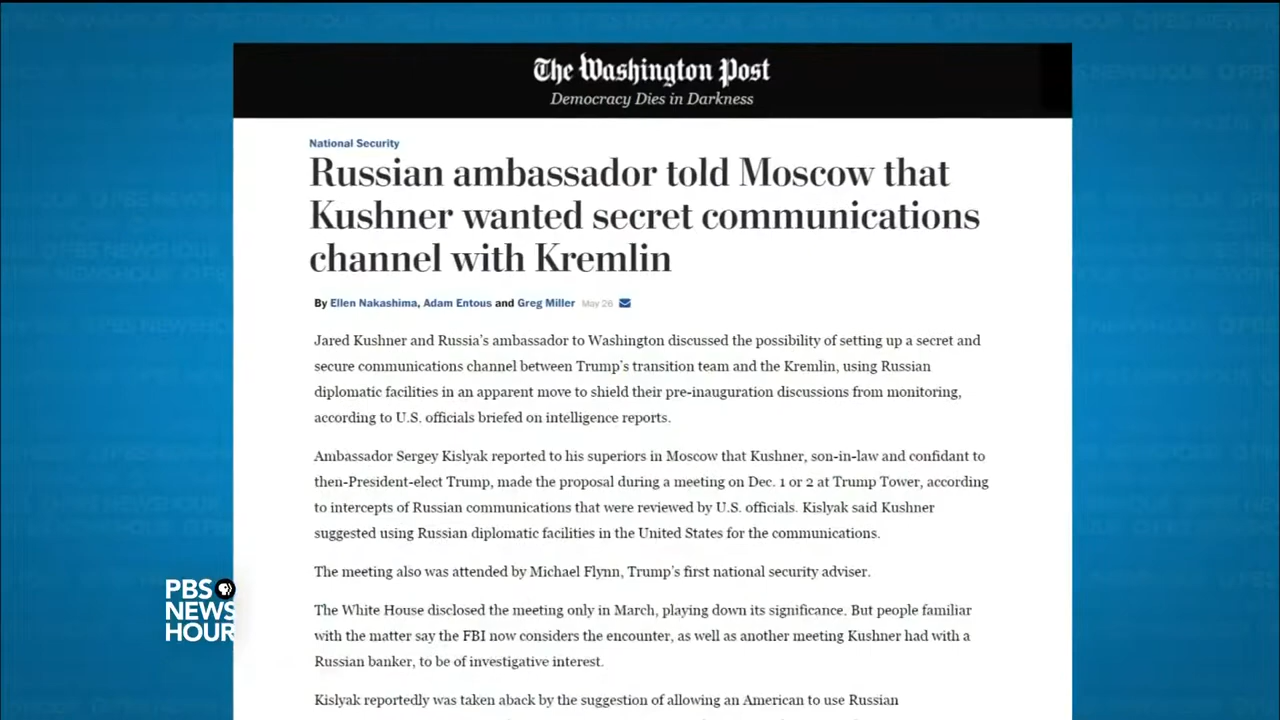 The Washington Post
Democracy Dies in Darkness
National Security
Russian ambassador told Moscow that
Kushner wanted secret communications
channel with Kremlin
By Ellen Nakashima, Adam Entous and Greg Miller May 26
Jared Kushner and Russia's ambassador to Washington discussed the possibility of setting up a secret and
secure communications channel between Trump's transition team and the Kremlin, using Russian
diplomatic facilities in an apparent move to shield their pre-inauguration discussions from monitoring,
according to U.S. officials briefed on intelligence reports.
Ambassador Sergey Kislyak reported to his superiors in Moscow that Kushner, son-in-law and confidant to
then-President-elect Trump, made the proposal during a meeting on Dec. 1 or 2 at Trump Tower, according
to intercepts of Russian communications that were reviewed by U.S. officials. Kislyak said Kushner
suggested using Russian diplomatic facilities in the United States for the communications.
The meeting also was attended by Michael Flynn, Trump's first national security adviser.
The White House disclosed the meeting only in March, playing down its significance. But people familiar
with the matter say the FBI now considers the encounter, as well as another meeting Kushner had with a
Russian banker, to be of investigative interest.
Kislyak reportedly was taken aback by the suggestion of allowing an American to use Russian
PBS
NEWS
HOUR